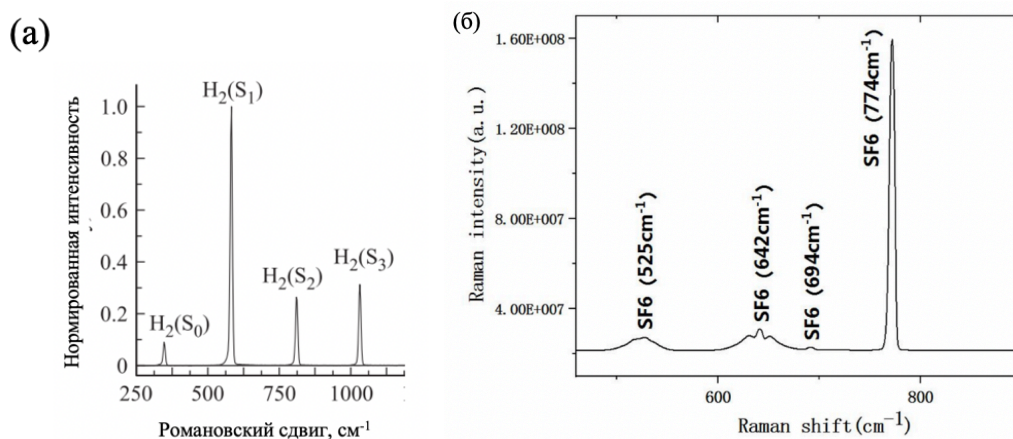 (а)
Нормированная интенсивность
1.0
0.8
0.6
0.4
0.2
0
H₂(S₀)
H₂(S₁)
H₂(S₂)
H₂(S₃)
250 500 750 1000
Романовский сдвиг, см⁻¹
(б)
Raman intensity(a.u.)
1.60E+008
1.20E+008
8.00E+007
4.00E+007
SF6 (525cm⁻¹)
SF6 (642cm⁻¹)
SF6 (694cm⁻¹)
SF6 (774cm⁻¹)
600 800
Raman shift(cm⁻¹)